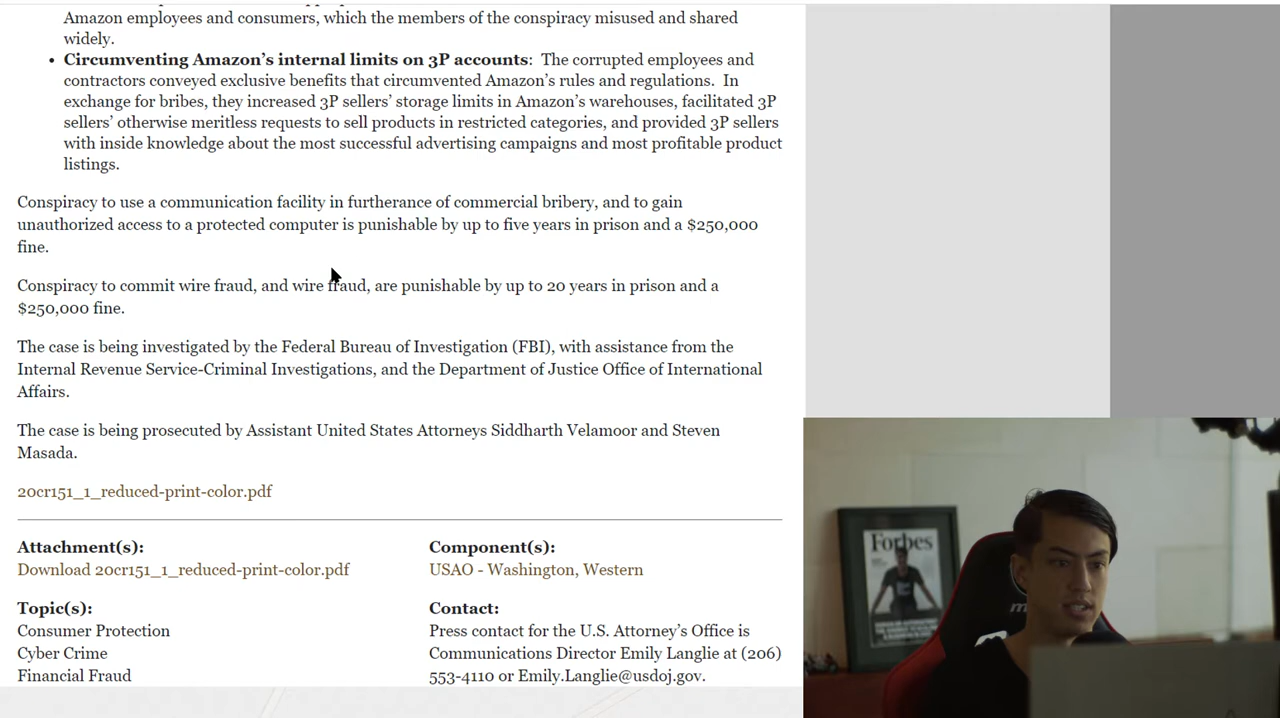 Amazon employees and consumers, which the members of the conspiracy misused and shared
widely.
• Circumventing Amazon's internal limits on 3P accounts: The corrupted employees and
contractors conveyed exclusive benefits that circumvented Amazon's rules and regulations. In
exchange for bribes, they increased 3P sellers' storage limits in Amazon's warehouses, facilitated 3P
sellers' otherwise meritless requests to sell products in restricted categories, and provided 3P sellers
with inside knowledge about the most successful advertising campaigns and most profitable product
listings.
Conspiracy to use a communication facility in furtherance of commercial bribery, and to gain
unauthorized access to a protected computer is punishable by up to five years in prison and a $250,000
fine.
Conspiracy to commit wire fraud, and wire fraud, are punishable by up to 20 years in prison and a
$250,000 fine.
The case is being investigated by the Federal Bureau of Investigation (FBI), with assistance from the
Internal Revenue Service-Criminal Investigations, and the Department of Justice Office of International
Affairs.
The case is being prosecuted by Assistant United States Attorneys Siddharth Velamoor and Steven
Masada.
20cr151_1_reduced-print-color.pdf
Attachment(s):
Download 20cr151_1_reduced-print-color.pdf
Topic(s):
Consumer Protection
Cyber Crime
Financial Fraud
Component(s):
USAO - Washington, Western
Contact:
Press contact for the U.S. Attorney's Office is
Communications Director Emily Langlie at (206)
553-4110 or Emily.Langlie@usdoj.gov.
Forbes